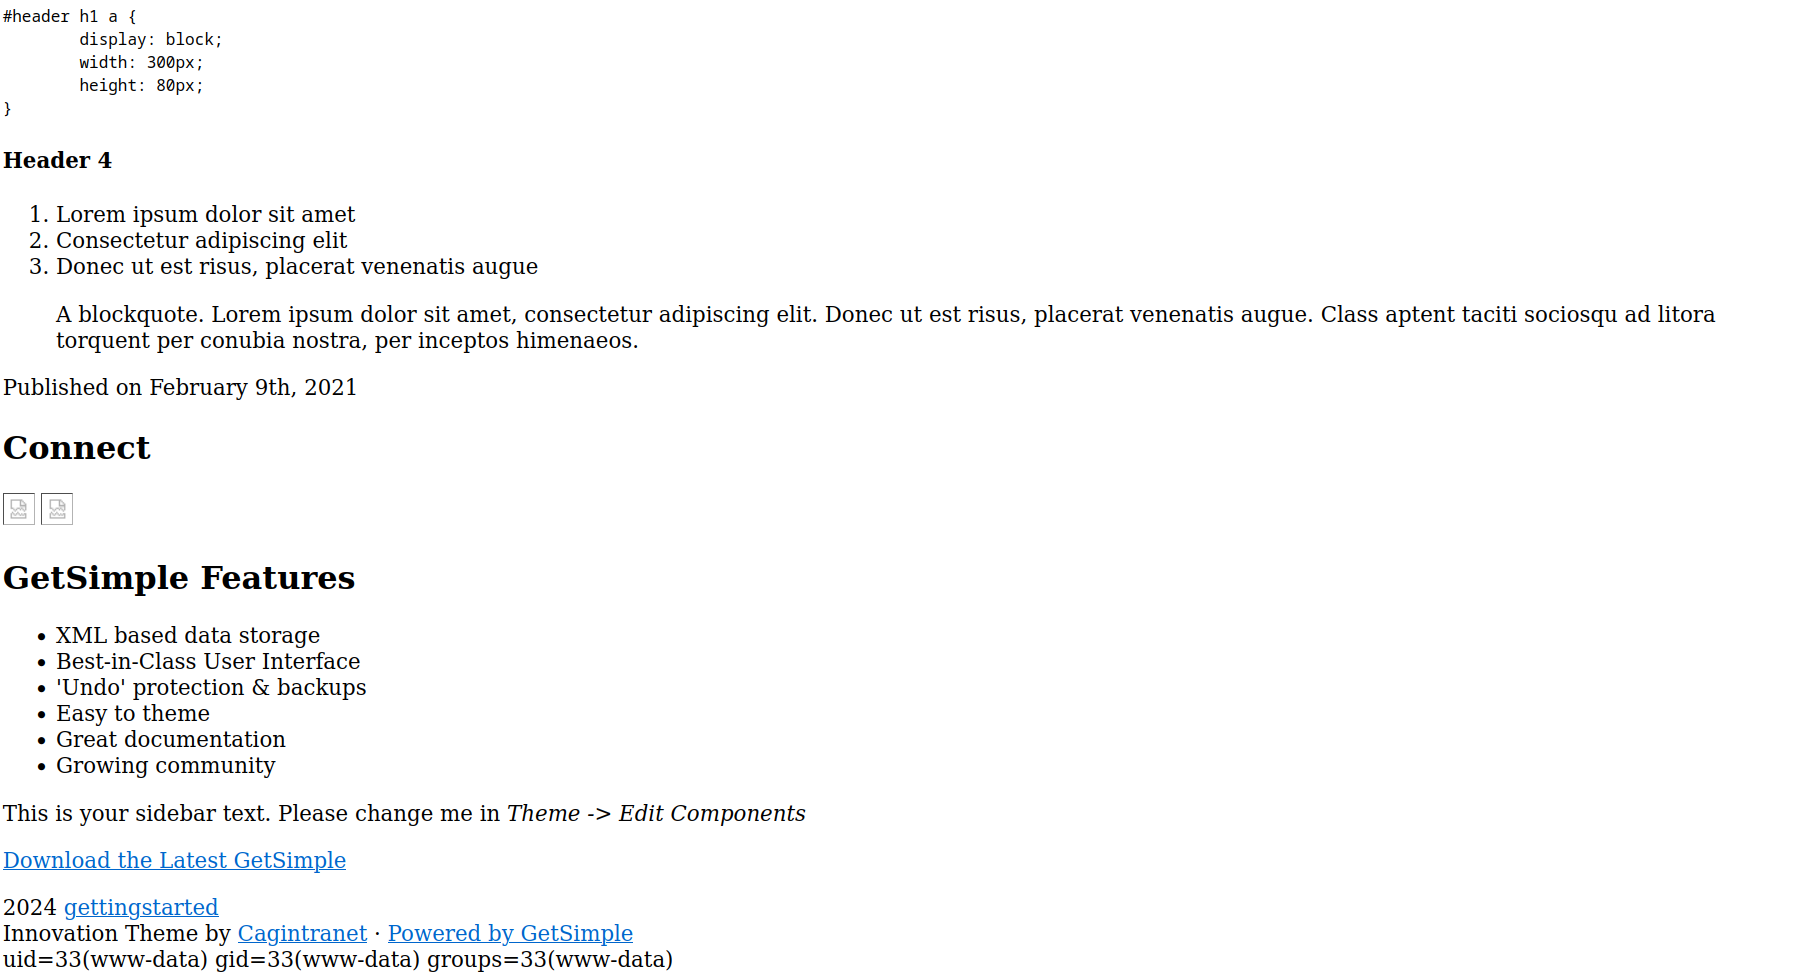 #header h1 a {
display: block;
width: 300px;
height: 80px;
}
Header 4
1. Lorem ipsum dolor sit amet
2. Consectetur adipiscing elit
3. Donec ut est risus, placerat venenatis augue
A blockquote. Lorem ipsum dolor sit amet, consectetur adipiscing elit. Donec ut est risus, placerat venenatis augue. Class aptent taciti sociosqu ad litora
torquent per conubia nostra, per inceptos himenaeos.
Published on February 9th, 2021
Connect
GetSimple Features
• XML based data storage
• Best-in-Class User Interface
• 'Undo' protection & backups
• Easy to theme
• Great documentation
• Growing community
This is your sidebar text. Please change me in Theme -> Edit Components
Download the Latest GetSimple
2024 gettingstarted
Innovation Theme by Cagintranet · Powered by GetSimple
uid=33(www-data) gid=33(www-data) groups=33(www-data)